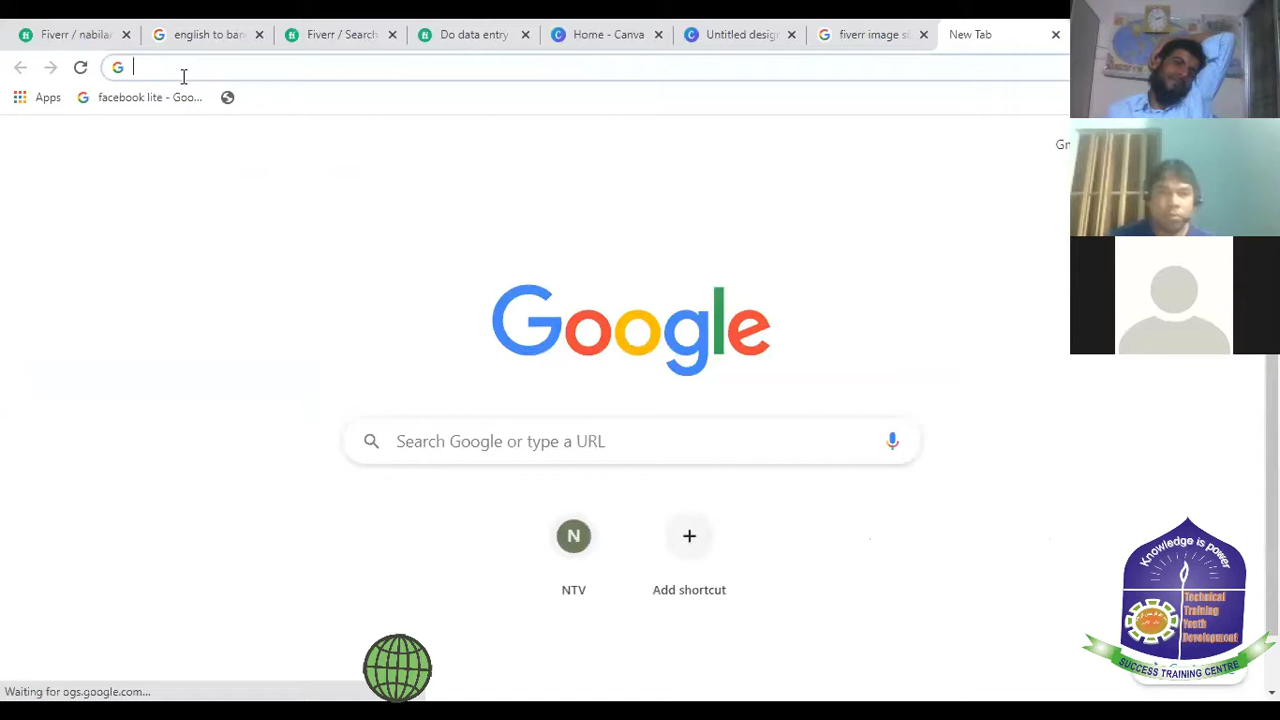 Fiverr / nabila
english to ban
Fiverr / Search
Do data entry
Home - Canva
Untitled desig
fiverr image si
New Tab
Apps
facebook lite - Goo...
Google
Search Google or type a URL
N
NTV
Add shortcut
Waiting for ogs.google.com...
Knowledge is power
Technical
Training
Youth
Development
SUCCESS TRAINING CENTRE